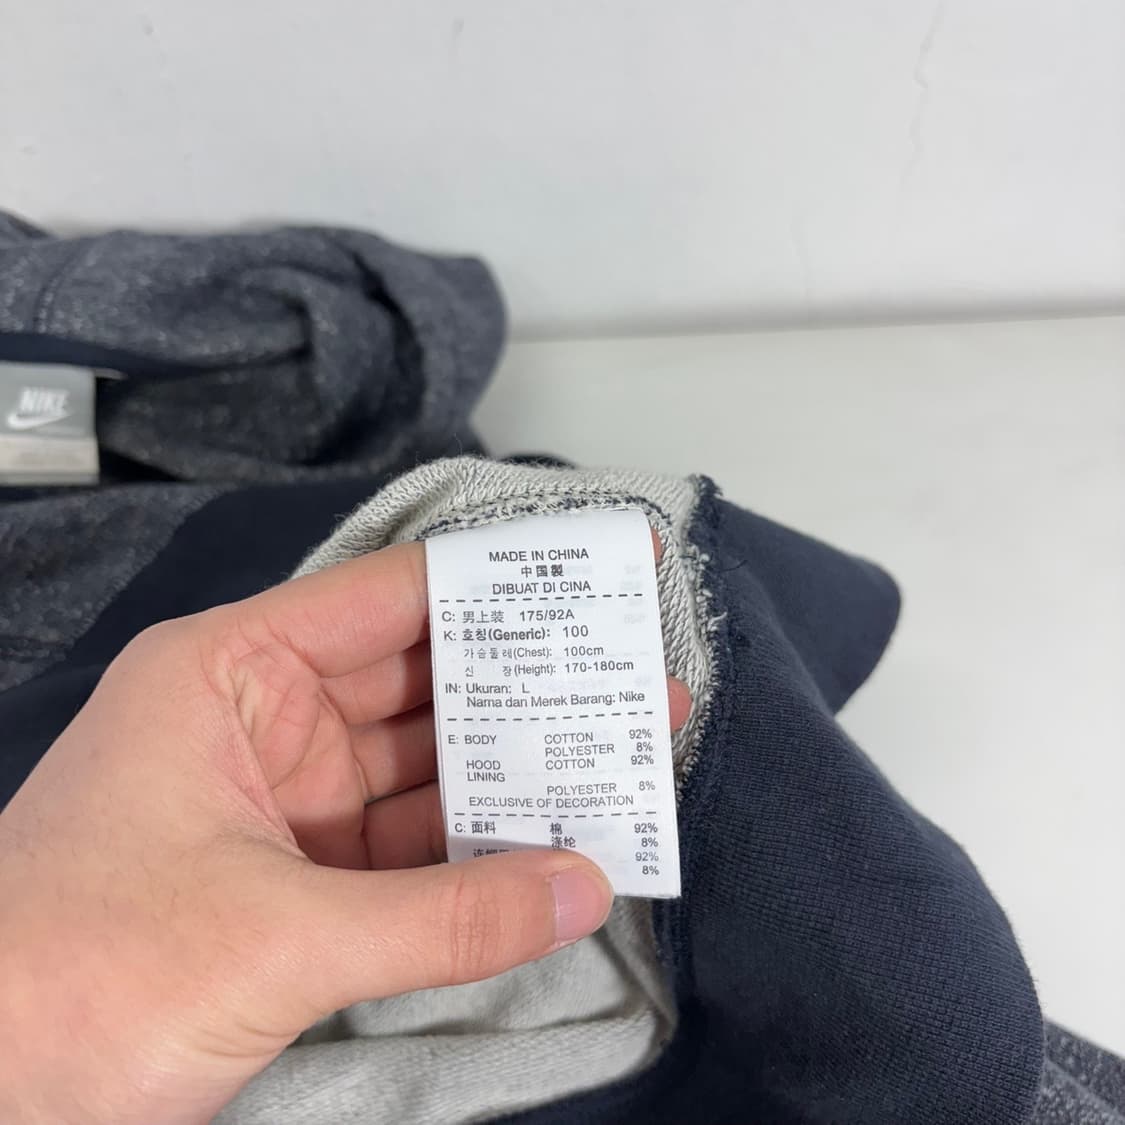 NIKE
MADE IN CHINA
中国製
DIBUAT DI CINA
C: 男上装 175/92A
K: 호칭(Generic): 100
가슴둘레(Chest): 100cm
신 장(Height): 170-180cm
IN: Ukuran: L
Nama dan Merek Barang: Nike
E: BODY COTTON 92%
POLYESTER 8%
HOOD COTTON 92%
LINING
POLYESTER 8%
EXCLUSIVE OF DECORATION
C: 面料 棉 92%
涤纶 8%
92%
8%